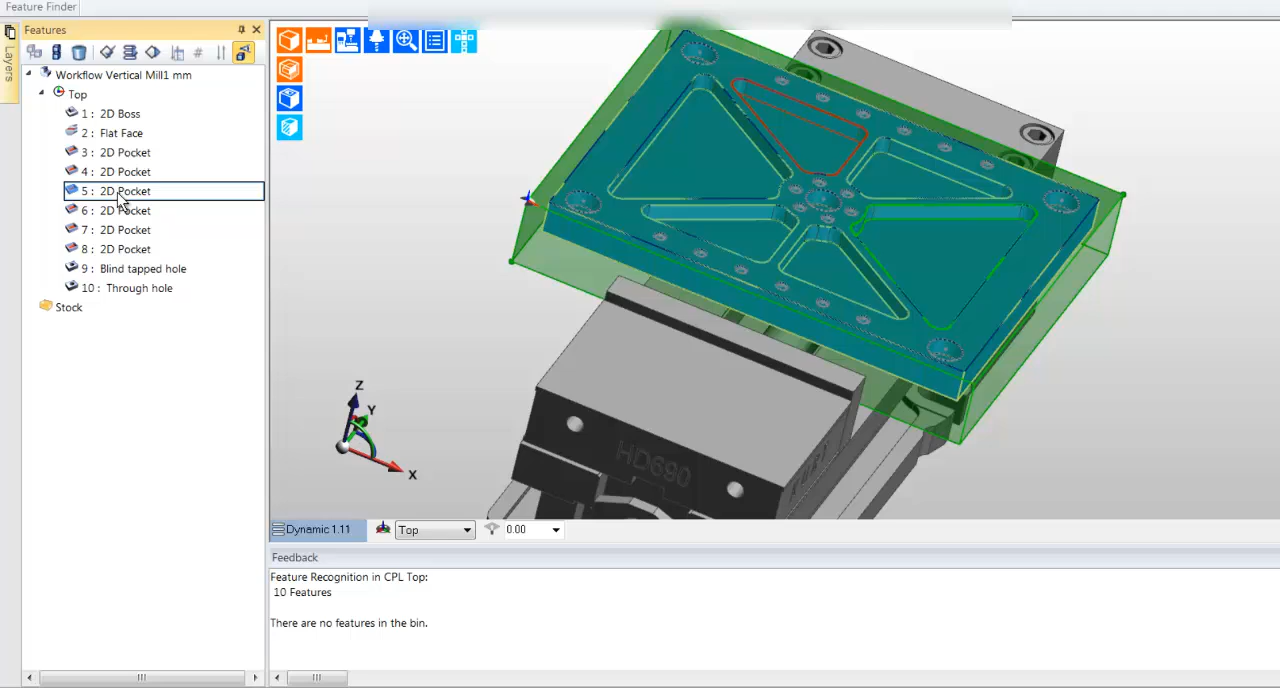 Feature Finder
Layers
Features
Workflow Vertical Mill1 mm
Top
1 : 2D Boss
2 : Flat Face
3 : 2D Pocket
4 : 2D Pocket
5 : 2D Pocket
6 : 2D Pocket
7 : 2D Pocket
8 : 2D Pocket
9 : Blind tapped hole
10 : Through hole
Stock
HD690
Z
Y
X
Dynamic 1.11
Top
0.00
Feedback
Feature Recognition in CPL Top:
10 Features
There are no features in the bin.